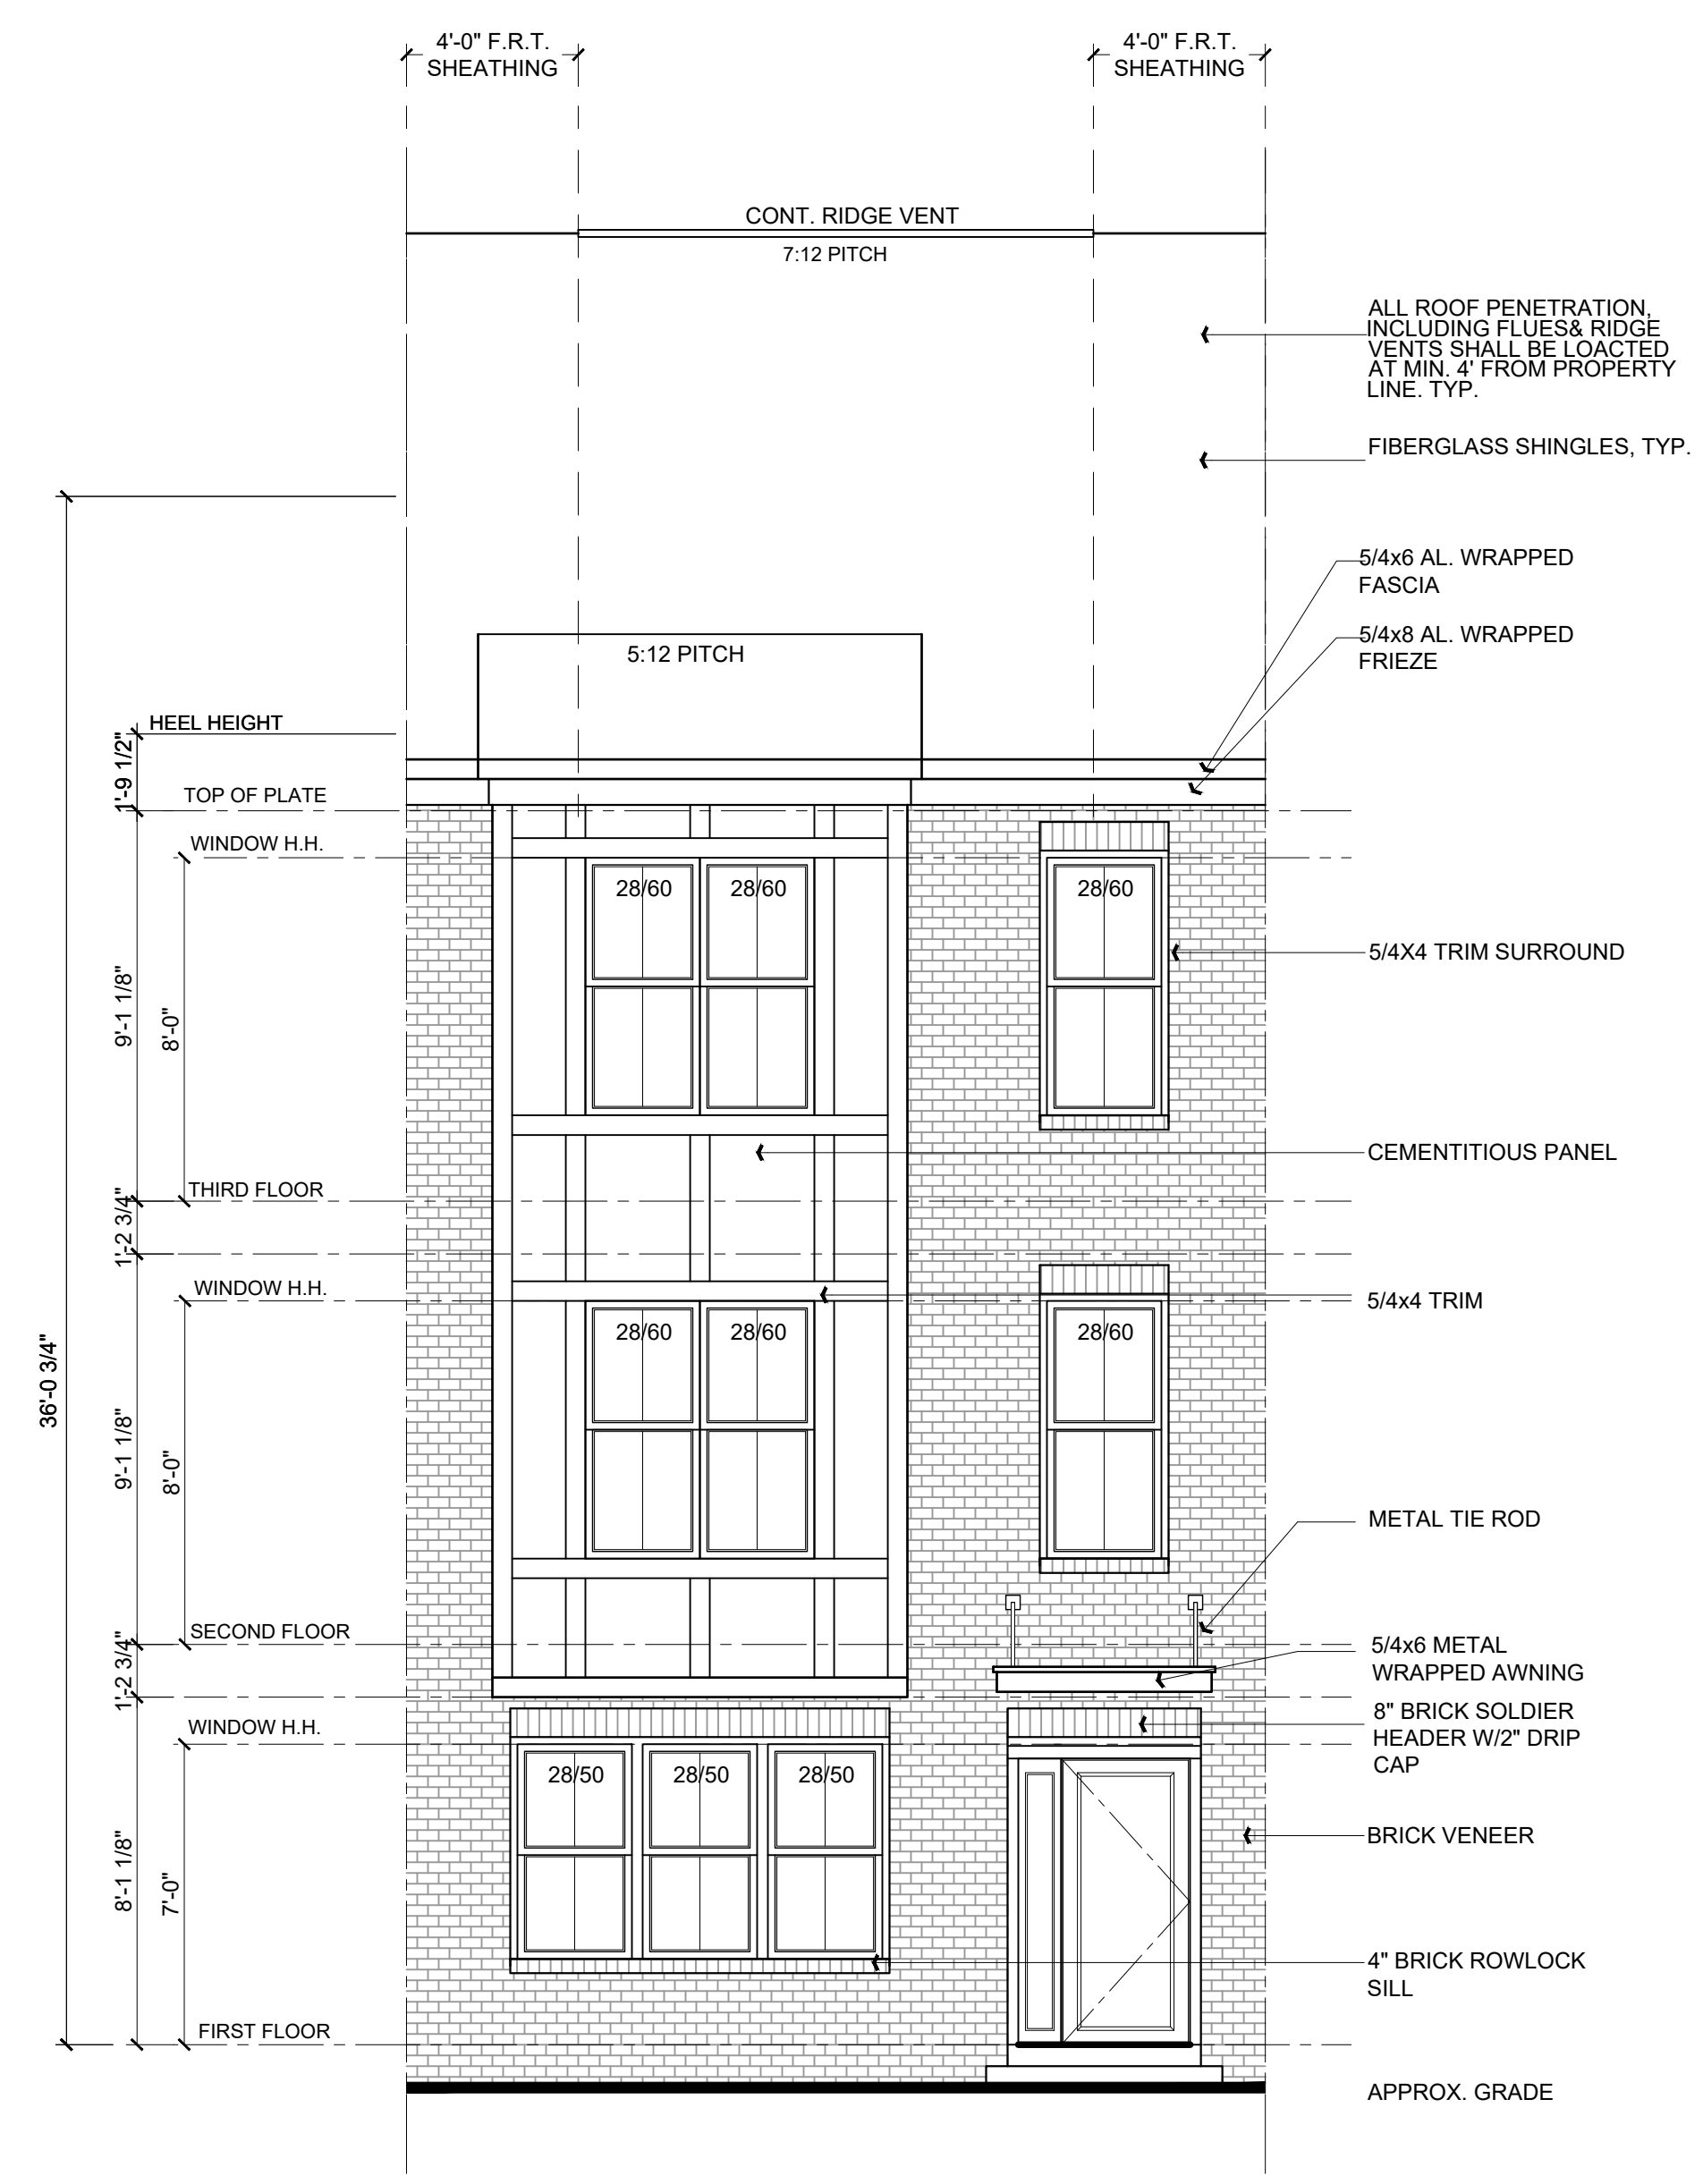 4'-0" F.R.T.
SHEATHING
4'-0" F.R.T.
SHEATHING
CONT. RIDGE VENT
7:12 PITCH
ALL ROOF PENETRATION,
INCLUDING FLUES& RIDGE
VENTS SHALL BE LOACTED
AT MIN. 4' FROM PROPERTY
LINE. TYP.
FIBERGLASS SHINGLES, TYP.
5/4x6 AL. WRAPPED
FASCIA
5/4x8 AL. WRAPPED
FRIEZE
5:12 PITCH
HEEL HEIGHT
1'-9 1/2"
TOP OF PLATE
WINDOW H.H.
28/60
28/60
28/60
5/4X4 TRIM SURROUND
9'-1 1/8"
8'-0"
CEMENTITIOUS PANEL
THIRD FLOOR
1'-2 3/4"
WINDOW H.H.
5/4x4 TRIM
28/60
28/60
28/60
36'-0 3/4"
9'-1 1/8"
8'-0"
METAL TIE ROD
SECOND FLOOR
1'-2 3/4"
5/4x6 METAL
WRAPPED AWNING
8" BRICK SOLDIER
HEADER W/2" DRIP
CAP
WINDOW H.H.
28/50
28/50
28/50
BRICK VENEER
8'-1 1/8"
7'-0"
4" BRICK ROWLOCK
SILL
FIRST FLOOR
APPROX. GRADE